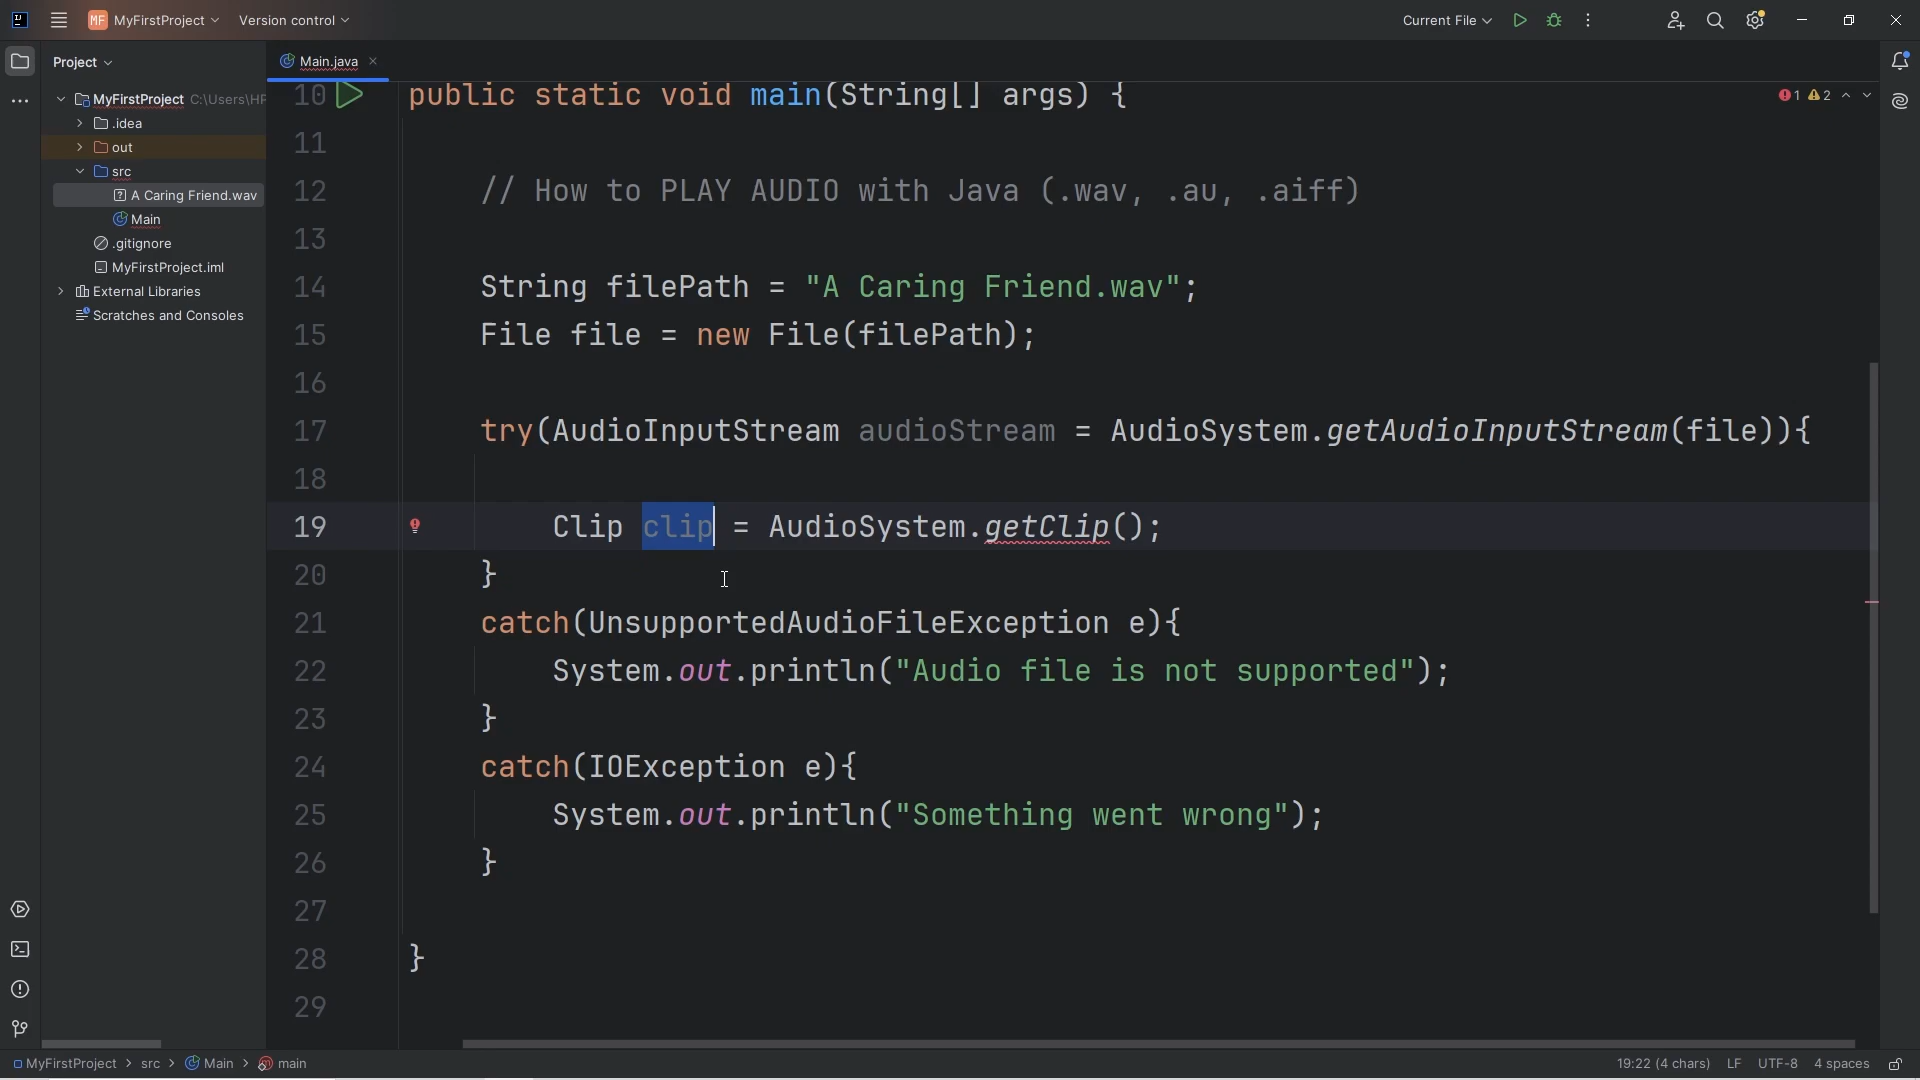 MF MyFirstProject Version control Current File
Project Main.java
MyFirstProject C:\Users\HP
.idea
out
src
A Caring Friend.wav
Main
.gitignore
MyFirstProject.iml
External Libraries
Scratches and Consoles
1 2
10 public static void main(String[] args) {
11
12 // How to PLAY AUDIO with Java (.wav, .au, .aiff)
13
14 String filePath = "A Caring Friend.wav";
15 File file = new File(filePath);
16
17 try(AudioInputStream audioStream = AudioSystem.getAudioInputStream(file)){
18
19 Clip clip = AudioSystem.getClip();
20 }
21 catch(UnsupportedAudioFileException e){
22 System.out.println("Audio file is not supported");
23 }
24 catch(IOException e){
25 System.out.println("Something went wrong");
26 }
27
28 }
29
MyFirstProject > src > Main > main 19:22 (4 chars) LF UTF-8 4 spaces